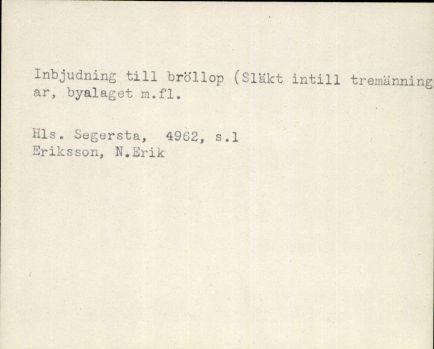 Inbjudning till bröllop (Släkt intill tremänning
ar, byalaget m.fl.
Hls. Segersta, 4962, s.1
Eriksson, N.Erik